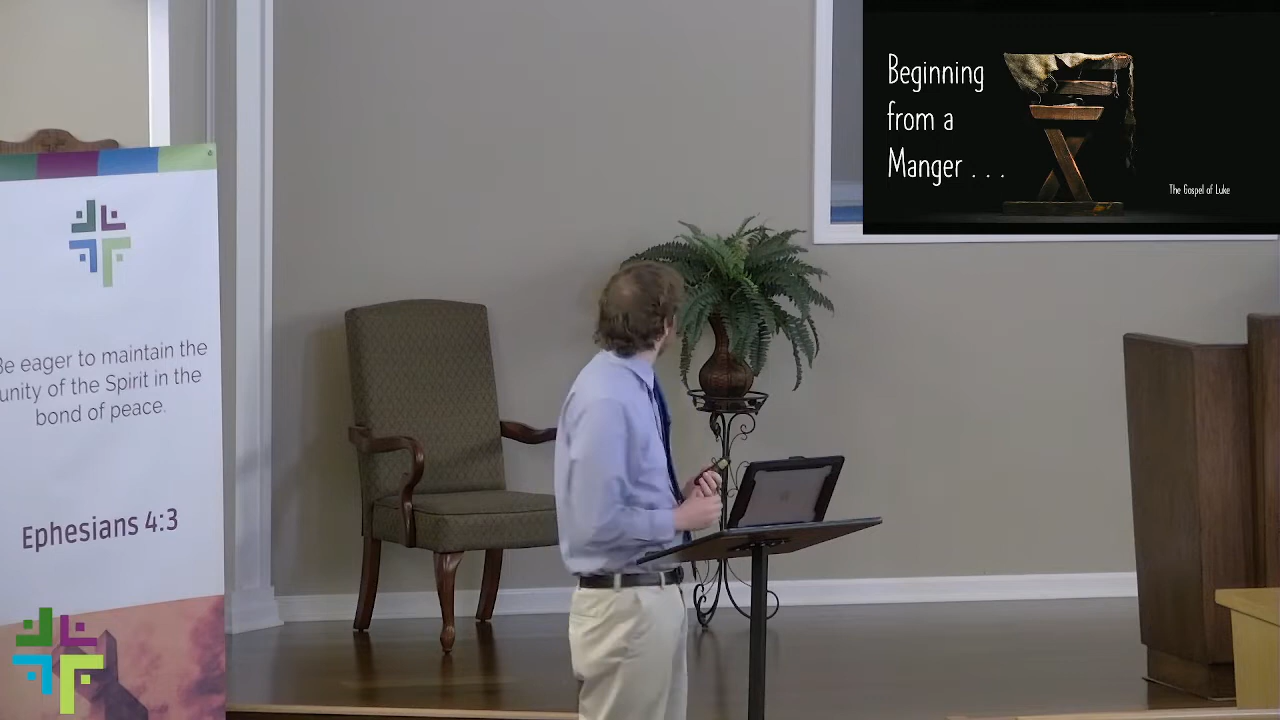 Beginning
from a
Manger . . .
The Gospel of Luke
Be eager to maintain the
unity of the Spirit in the
bond of peace.
Ephesians 4:3